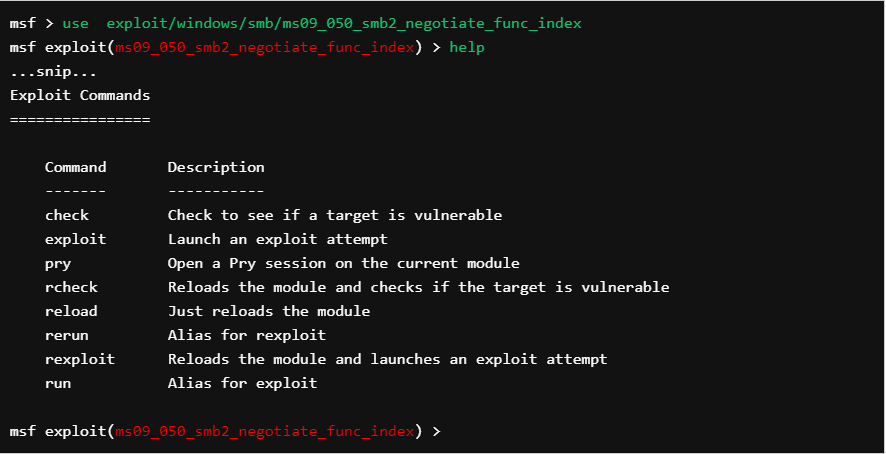 msf > use  exploit/windows/smb/ms09_050_smb2_negotiate_func_index
msf exploit(ms09_050_smb2_negotiate_func_index) > help
...snip...
Exploit Commands
================
Command       Description
-------       -----------
check         Check to see if a target is vulnerable
exploit       Launch an exploit attempt
pry           Open a Pry session on the current module
rcheck        Reloads the module and checks if the target is vulnerable
reload        Just reloads the module
rerun         Alias for rexploit
rexploit      Reloads the module and launches an exploit attempt
run           Alias for exploit
msf exploit(ms09_050_smb2_negotiate_func_index) >